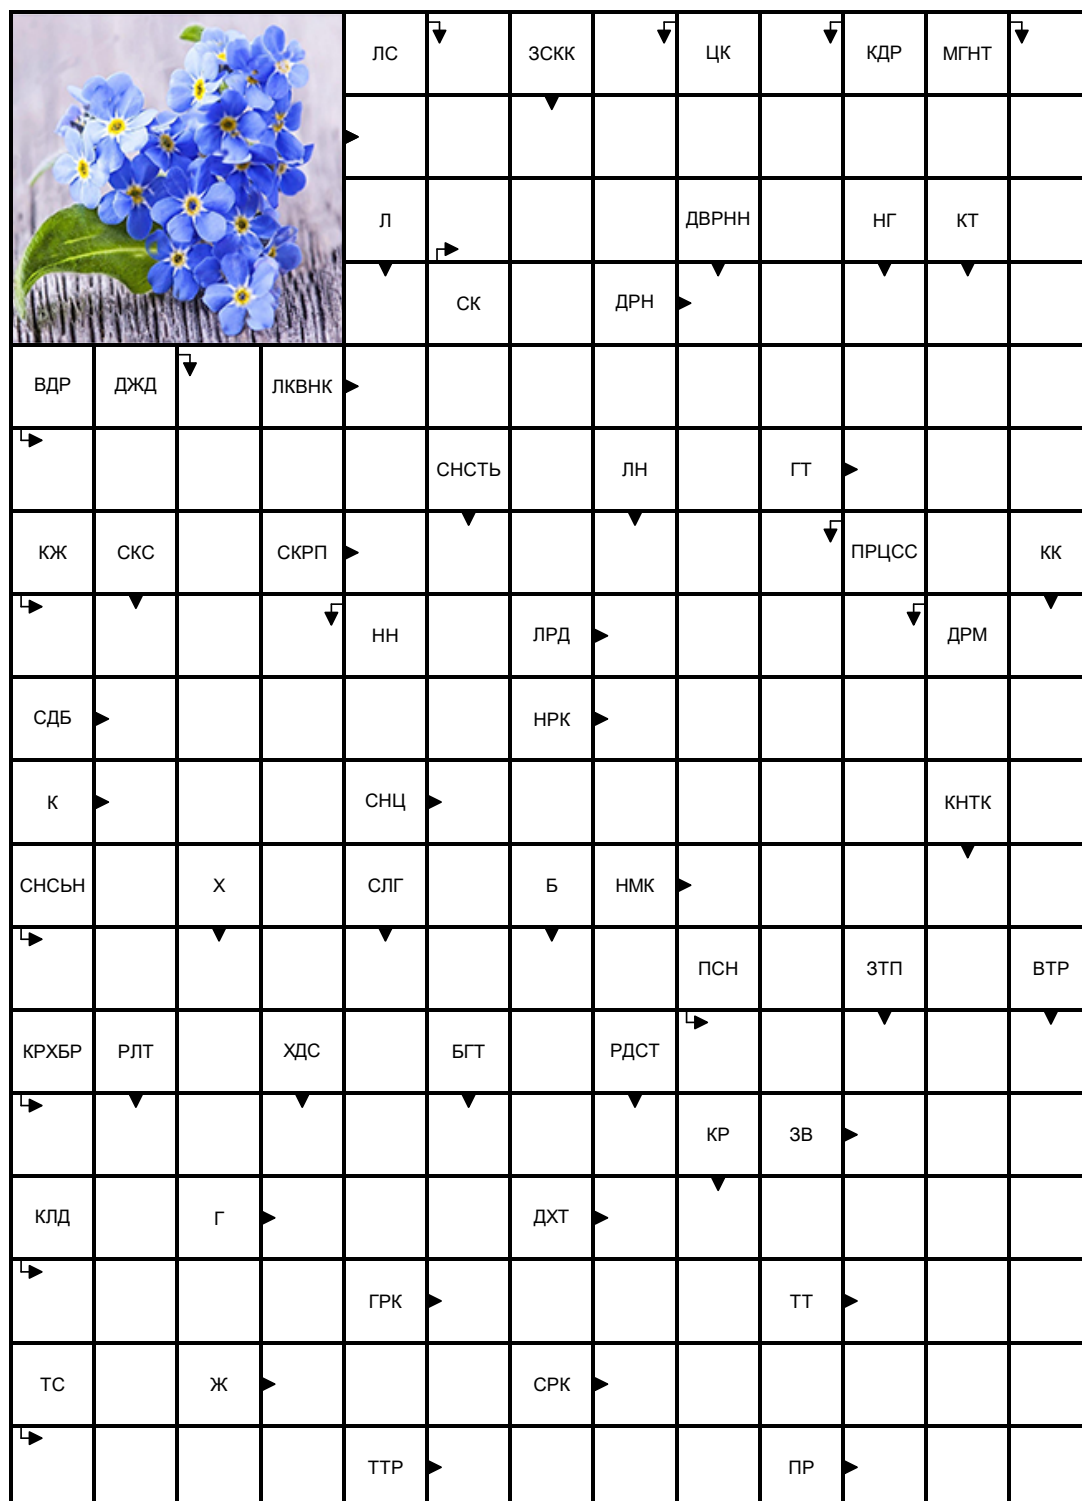 ЛС ЗСКК ЦК КДР МГНТ
Л ДВРНН НГ КТ
СК ДРН
ВДР ДЖД ЛКВНК
СНСТЬ ЛН ГТ
КЖ СКС СКРП ПРЦСС КК
НН ЛРД ДРМ
СДБ НРК
К СНЦ КНТК
СНСЬН Х СЛГ Б НМК
ПСН ЗТП ВТР
КРХБР РЛТ ХДС БГТ РДСТ
КР ЗВ
КЛД Г ДХТ
ГРК ТТ
ТС Ж СРК
ТТР ПР